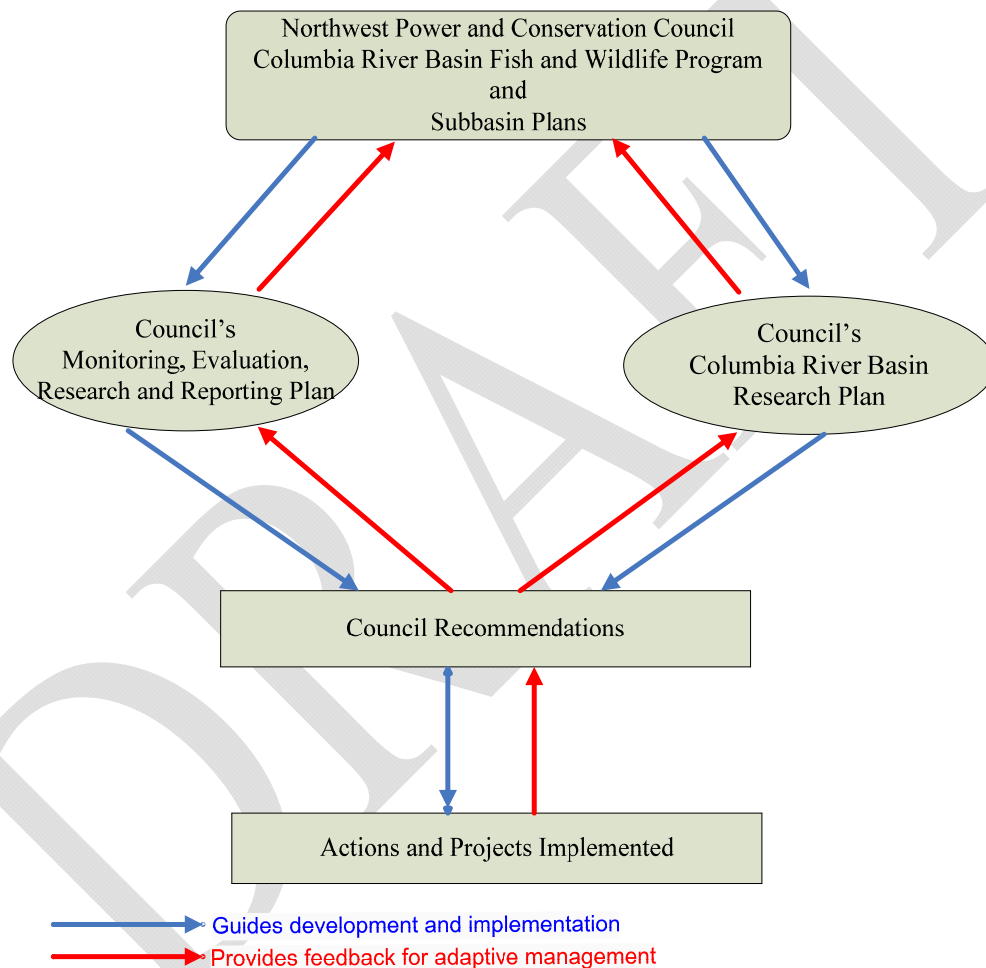 Northwest Power and Conservation Council
Columbia River Basin Fish and Wildlife Program
and
Subbasin Plans
Council’s
Monitoring, Evaluation,
Research and Reporting Plan
Council’s
Columbia River Basin
Research Plan
Council Recommendations
Actions and Projects Implemented
Guides development and implementation
Provides feedback for adaptive management
DRAFT